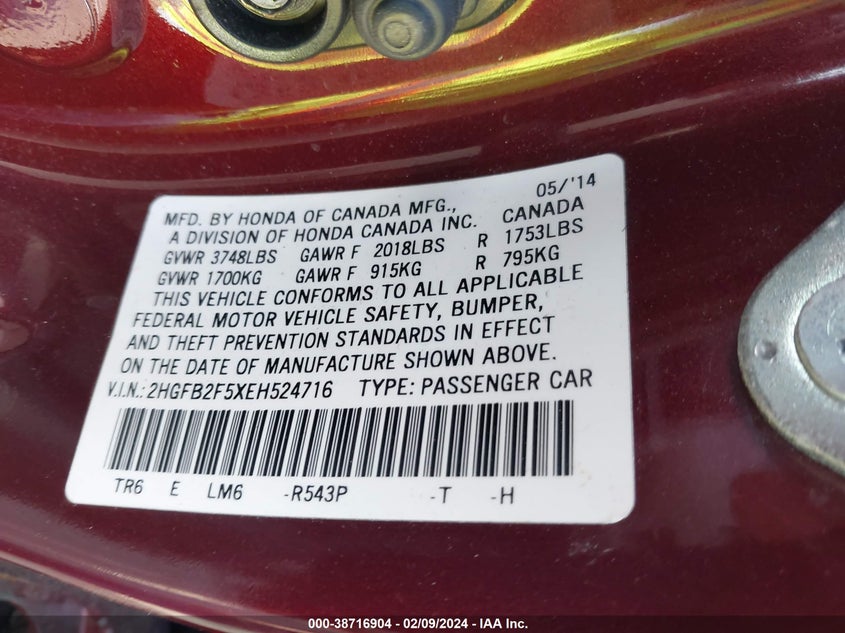 05/'14
MFD. BY HONDA OF CANADA MFG., CANADA
A DIVISION OF HONDA CANADA INC.
GVWR 3748LBS GAWR F 2018LBS R 1753LBS
GVWR 1700KG GAWR F 915KG R 795KG
THIS VEHICLE CONFORMS TO ALL APPLICABLE
FEDERAL MOTOR VEHICLE SAFETY, BUMPER,
AND THEFT PREVENTION STANDARDS IN EFFECT
ON THE DATE OF MANUFACTURE SHOWN ABOVE.
V.I.N.: 2HGFB2F5XEH524716 TYPE: PASSENGER CAR
TR6 E LM6 -R543P -T -H
000-38716904 - 02/09/2024 - IAA Inc.